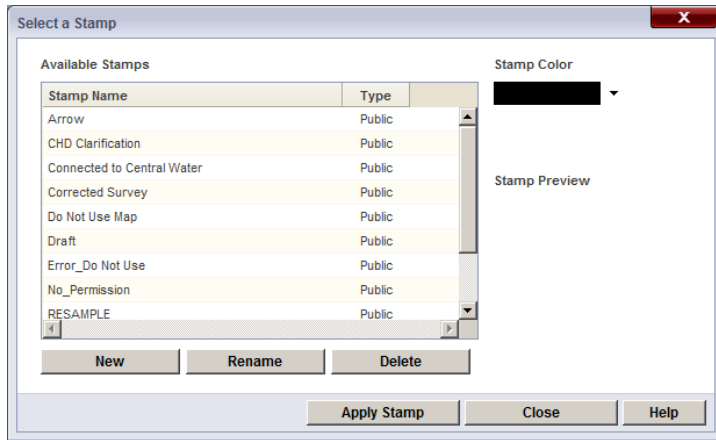 Select a Stamp
X
Available Stamps
Stamp Color
Stamp Name Type
Arrow Public
CHD Clarification Public
Connected to Central Water Public
Stamp Preview
Corrected Survey Public
Do Not Use Map Public
Draft Public
Error_Do Not Use Public
No_Permission Public
RESAMPLE Public
New Rename Delete
Apply Stamp Close Help